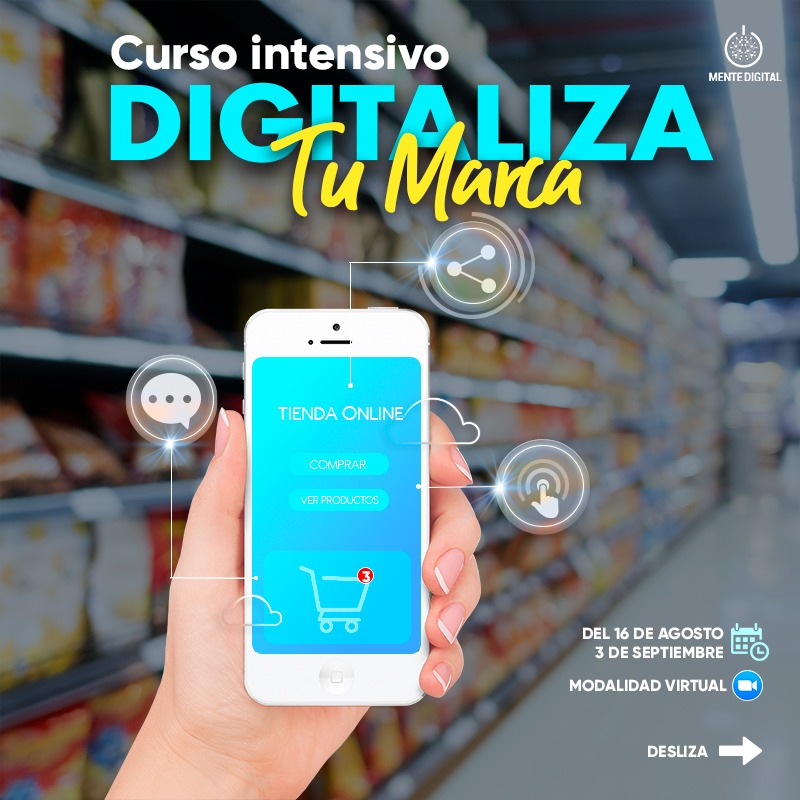 Curso intensivo
MENTE DIGITAL
DIGITALIZA
Tu Marca
TIENDA ONLINE
COMPRAR
VER PRODUCTOS
3
DEL 16 DE AGOSTO
3 DE SEPTIEMBRE
MODALIDAD VIRTUAL
DESLIZA